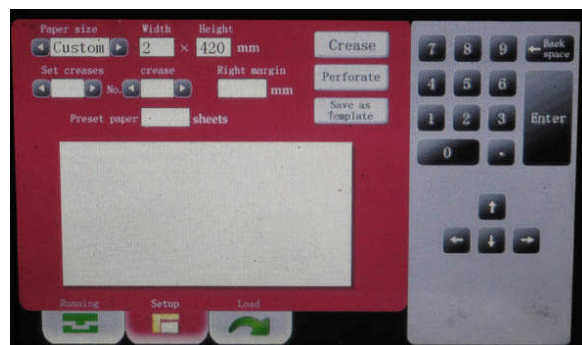 Paper size Width Height
Custom 2 × 420 mm Crease
Set creases crease Right margin
No. mm Perforate
Preset paper sheets Save as
Template
Running Setup Load
7 8 9 ←Back
space
4 5 6
1 2 3 Enter
0 .
↑
← ↓ →